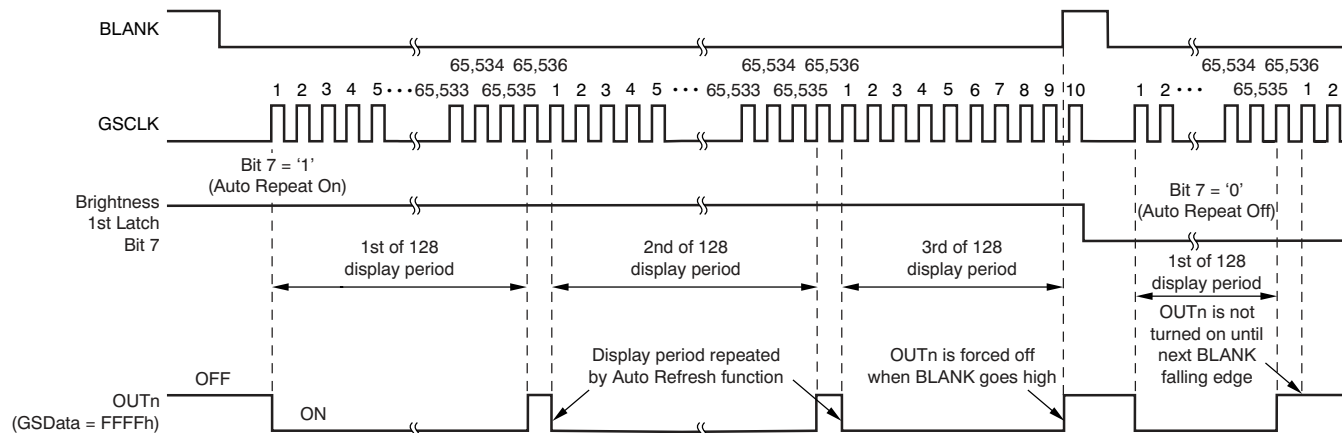 BLANK
65,534 65,536
65,534 65,536
65,534 65,536
1 2 3 4 5 ••• 65,533 65,535 1 2 3 4 5 ••• 65,533 65,535 1 2 3 4 5 6 7 8 9 10 1 2 ••• 65,535 1 2
GSCLK
Bit 7 = ‘1’
(Auto Repeat On)
Bit 7 = ‘0’
(Auto Repeat Off)
Brightness
1st Latch
Bit 7
1st of 128
display period
2nd of 128
display period
3rd of 128
display period
1st of 128
display period
OUTn is not
turned on until
next BLANK
falling edge
Display period repeated
by Auto Refresh function
OUTn is forced off
when BLANK goes high
OFF
ON
OUTn
(GSData = FFFFh)